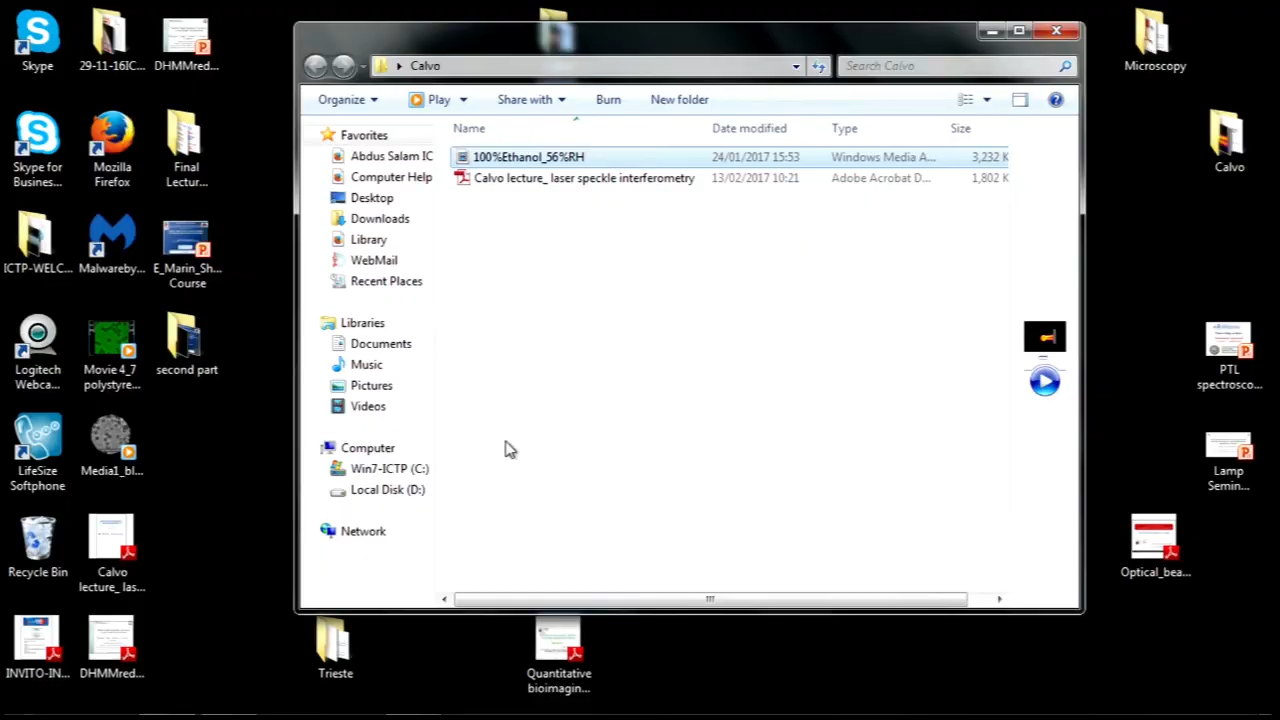 Skype
29-11-16IC...
DHMMred...
Skype for
Busines...
Mozilla
Firefox
Final
Lectur...
ICTP-WELC...
Malwareby...
E_Marin_Sh...
Course
Logitech
Webca...
Movie 4_7
polystyre...
second part
LifeSize
Softphone
Media1_bl...
Recycle Bin
Calvo
lecture_ las...
INVITO-IN...
DHMMred...
Trieste
Quantitative
bioimagin...
Calvo
Search Calvo
Organize
Play
Share with
Burn
New folder
Favorites
Abdus Salam IC
Computer Help
Desktop
Downloads
Library
WebMail
Recent Places
Libraries
Documents
Music
Pictures
Videos
Computer
Win7-ICTP (C:)
Local Disk (D:)
Network
Name Date modified Type Size
100%Ethanol_56%RH 24/01/2017 15:53 Windows Media A... 3,232 K
Calvo lecture_ laser speckle interferometry 13/02/2017 10:21 Adobe Acrobat D... 1,802 K
Microscopy
Calvo
PTL
spectrosco...
Lamp
Semin...
Optical_bea...